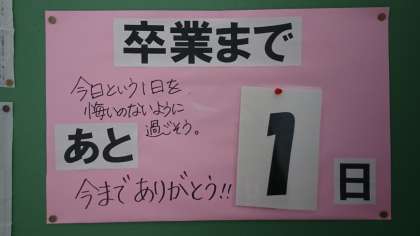 卒業まで
今日という1日を
悔いのないように
過ごそう。
あと 1 日
今までありがとう!!